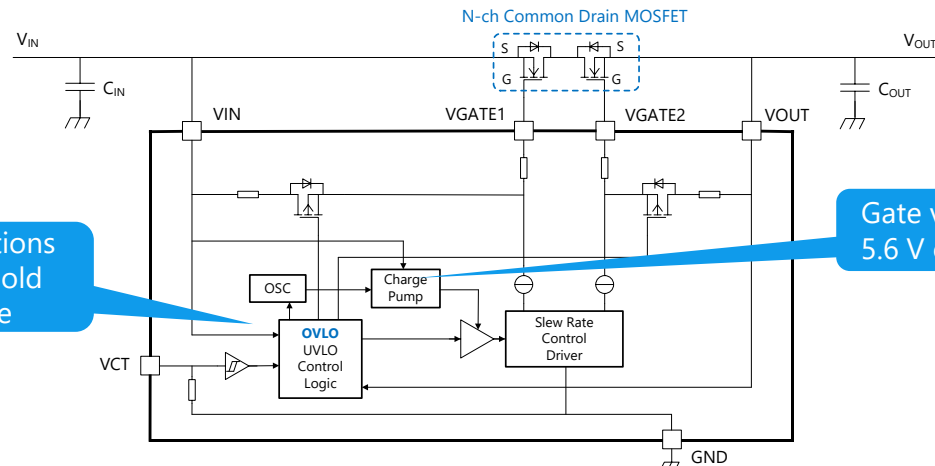 N-ch Common Drain MOSFET
VIN
S
S
VOUT
G
G
CIN
COUT
VIN
VGATE1
VGATE2
VOUT
Gate
5.6 V
old
OSC
Charge
Pump
OVLO
UVLO
Control
Logic
Slew Rate
Control
Driver
VCT
GND